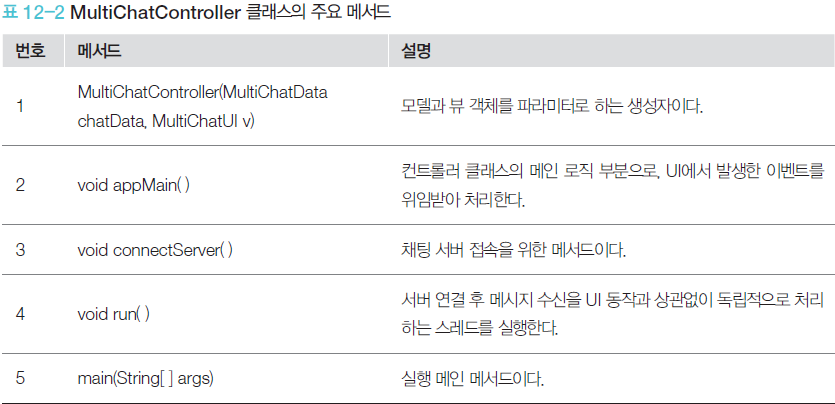 표 12-2 MultiChatController 클래스의 주요 메서드
번호 메서드 설명
1 MultiChatController(MultiChatData
chatData, MultiChatUI v) 모델과 뷰 객체를 파라미터로 하는 생성자이다.
2 void appMain( ) 컨트롤러 클래스의 메인 로직 부분으로, UI에서 발생한 이벤트를
위임받아 처리한다.
3 void connectServer( ) 채팅 서버 접속을 위한 메서드이다.
4 void run( ) 서버 연결 후 메시지 수신을 UI 동작과 상관없이 독립적으로 처리
하는 스레드를 실행한다.
5 main(String[ ] args) 실행 메인 메서드이다.